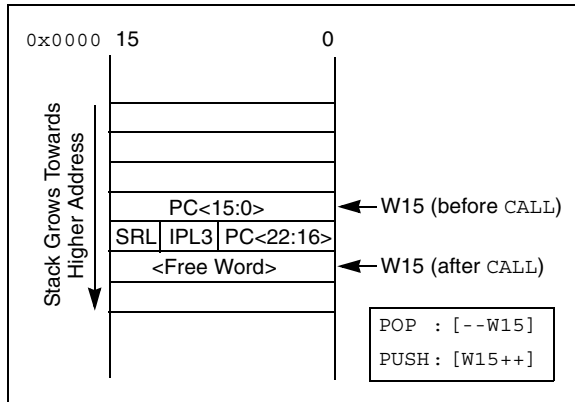 0x0000 15 0
Stack Grows Towards
Higher Address
PC<15:0>
W15 (before CALL)
SRL IPL3 PC<22:16>
<Free Word>
W15 (after CALL)
POP : [--W15]
PUSH: [W15++]